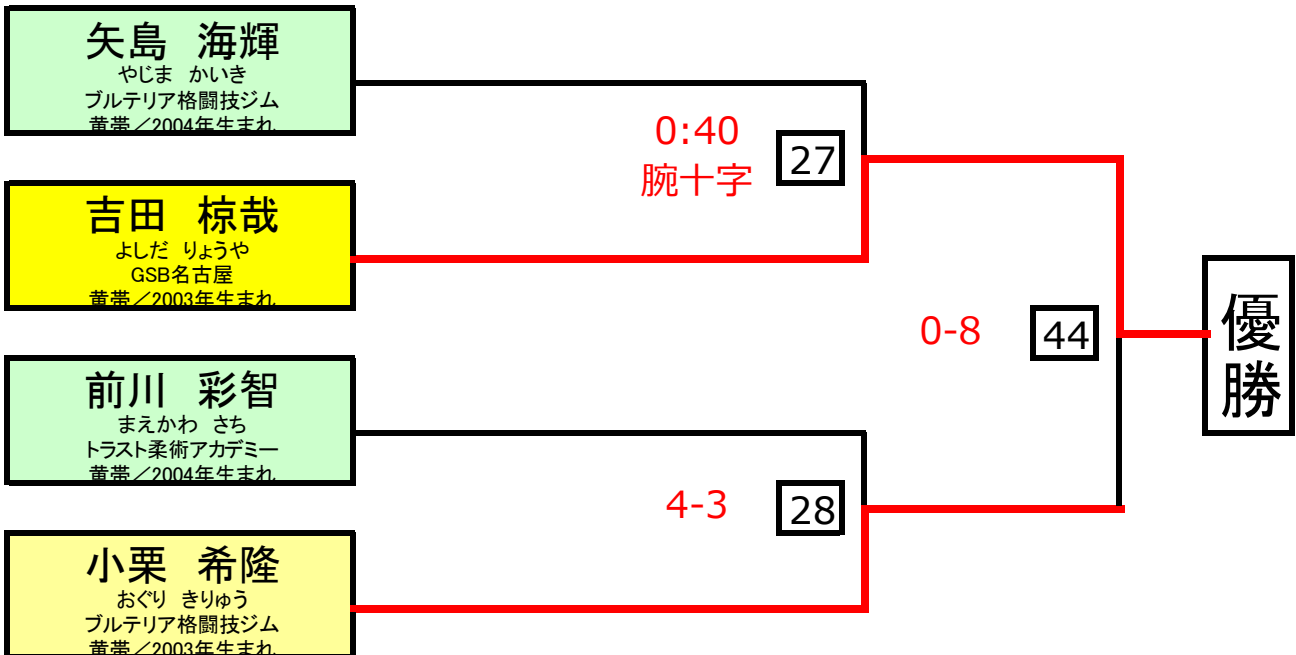 矢島 海輝
やじま かいき
ブルテリア格闘技ジム
黄帯／2004年生まれ
0:40
腕十字
27
吉田 椋哉
よしだ りょうや
GSB名古屋
黄帯／2003年生まれ
0-8
44
優勝
前川 彩智
まえかわ さち
トラスト柔術アカデミー
黄帯／2004年生まれ
4-3
28
小栗 希隆
おぐり きりゅう
ブルテリア格闘技ジム
黄帯／2003年生まれ